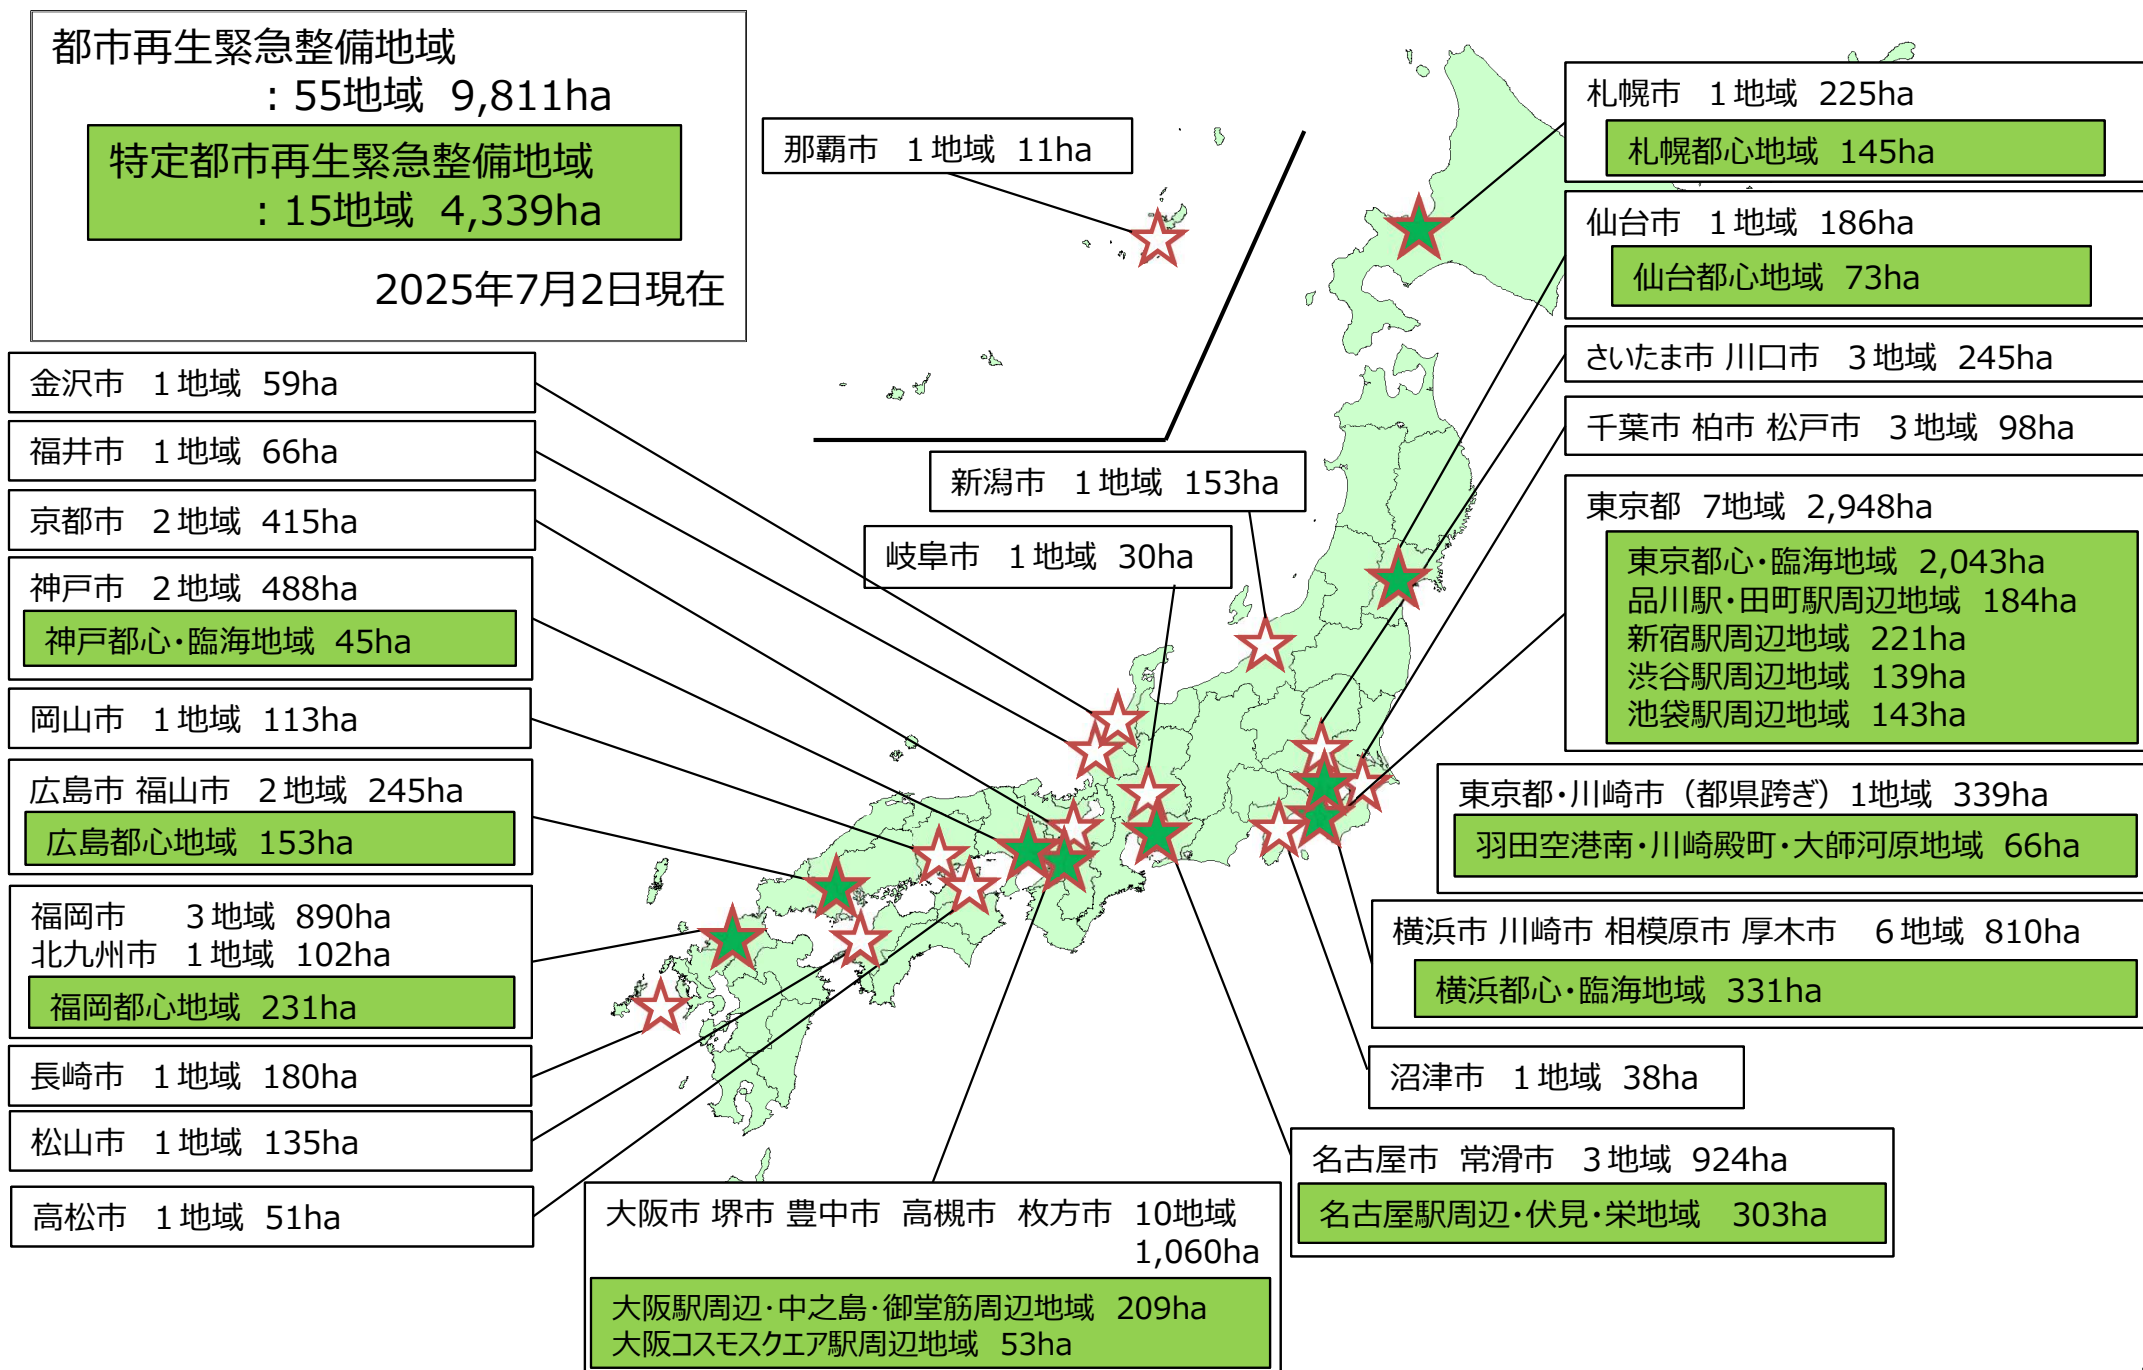 都市再生緊急整備地域
：55地域 9,811ha
特定都市再生緊急整備地域
：15地域 4,339ha
2025年7月2日現在
那覇市 1地域 11ha
札幌市 1地域 225ha
札幌都心地域 145ha
仙台市 1地域 186ha
仙台都心地域 73ha
さいたま市 川口市 3地域 245ha
千葉市 柏市 松戸市 3地域 98ha
東京都 7地域 2,948ha
東京都心・臨海地域 2,043ha
品川駅・田町駅周辺地域 184ha
新宿駅周辺地域 221ha
渋谷駅周辺地域 139ha
池袋駅周辺地域 143ha
東京都・川崎市（都県跨ぎ）1地域 339ha
羽田空港南・川崎殿町・大師河原地域 66ha
横浜市 川崎市 相模原市 厚木市 6地域 810ha
横浜都心・臨海地域 331ha
沼津市 1地域 38ha
名古屋市 常滑市 3地域 924ha
名古屋駅周辺・伏見・栄地域 303ha
新潟市 1地域 153ha
岐阜市 1地域 30ha
金沢市 1地域 59ha
福井市 1地域 66ha
京都市 2地域 415ha
神戸市 2地域 488ha
神戸都心・臨海地域 45ha
岡山市 1地域 113ha
広島市 福山市 2地域 245ha
広島都心地域 153ha
福岡市 3地域 890ha
北九州市 1地域 102ha
福岡都心地域 231ha
長崎市 1地域 180ha
松山市 1地域 135ha
高松市 1地域 51ha
大阪市 堺市 豊中市 高槻市 枚方市 10地域
1,060ha
大阪駅周辺・中之島・御堂筋周辺地域 209ha
大阪コスモスクエア駅周辺地域 53ha